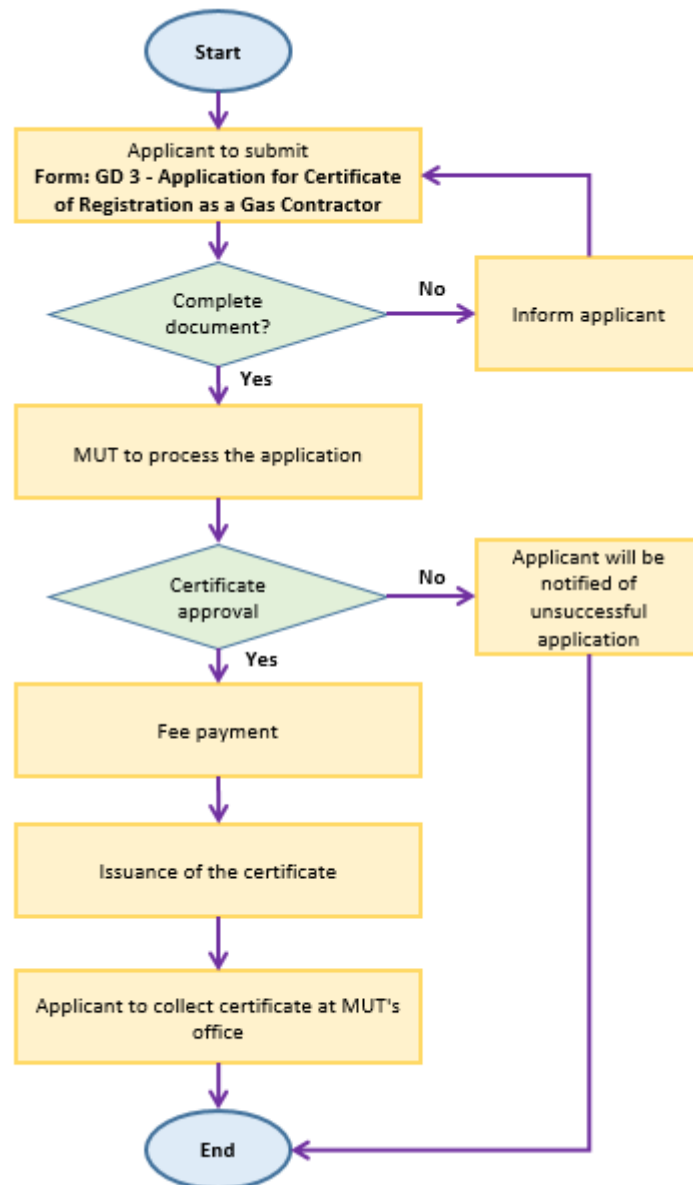 Start
Applicant to submit
Form: GD 3 - Application for Certificate
of Registration as a Gas Contractor
Complete
document?
No
Inform applicant
Yes
MUT to process the application
Certificate
approval
No
Applicant will be
notified of
unsuccessful
application
Yes
Fee payment
Issuance of the certificate
Applicant to collect certificate at MUT's
office
End